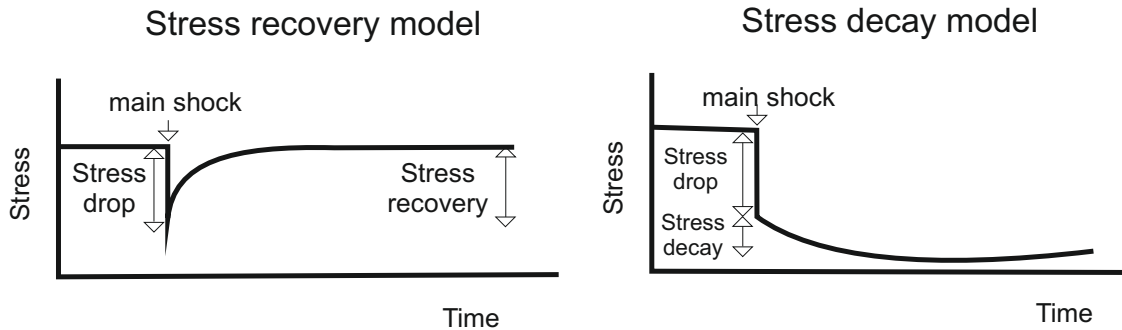 Stress recovery model
main shock
Stress
drop
Stress
recovery
Stress
Time
Stress decay model
main shock
Stress
drop
Stress
decay
Stress
Time